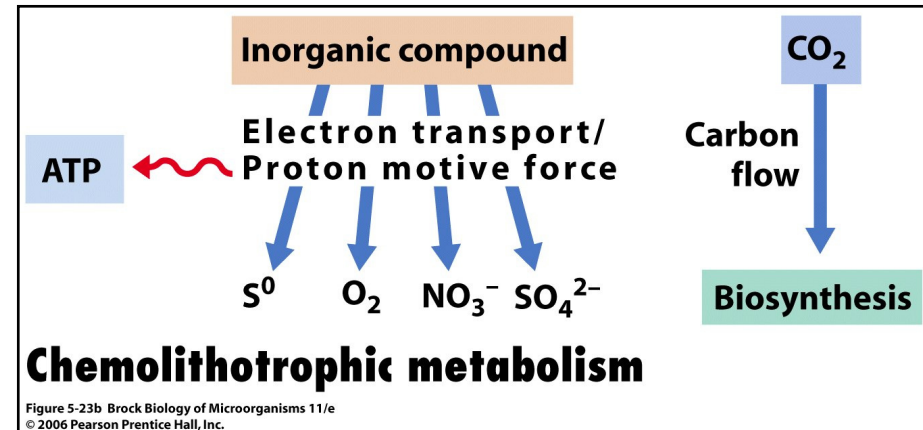 Inorganic compound
CO₂
Electron transport/
Proton motive force
Carbon
flow
ATP
S⁰ O₂ NO₃⁻ SO₄²⁻
Biosynthesis
Chemolithotrophic metabolism
Figure 5-23b Brock Biology of Microorganisms 11/e
© 2006 Pearson Prentice Hall, Inc.